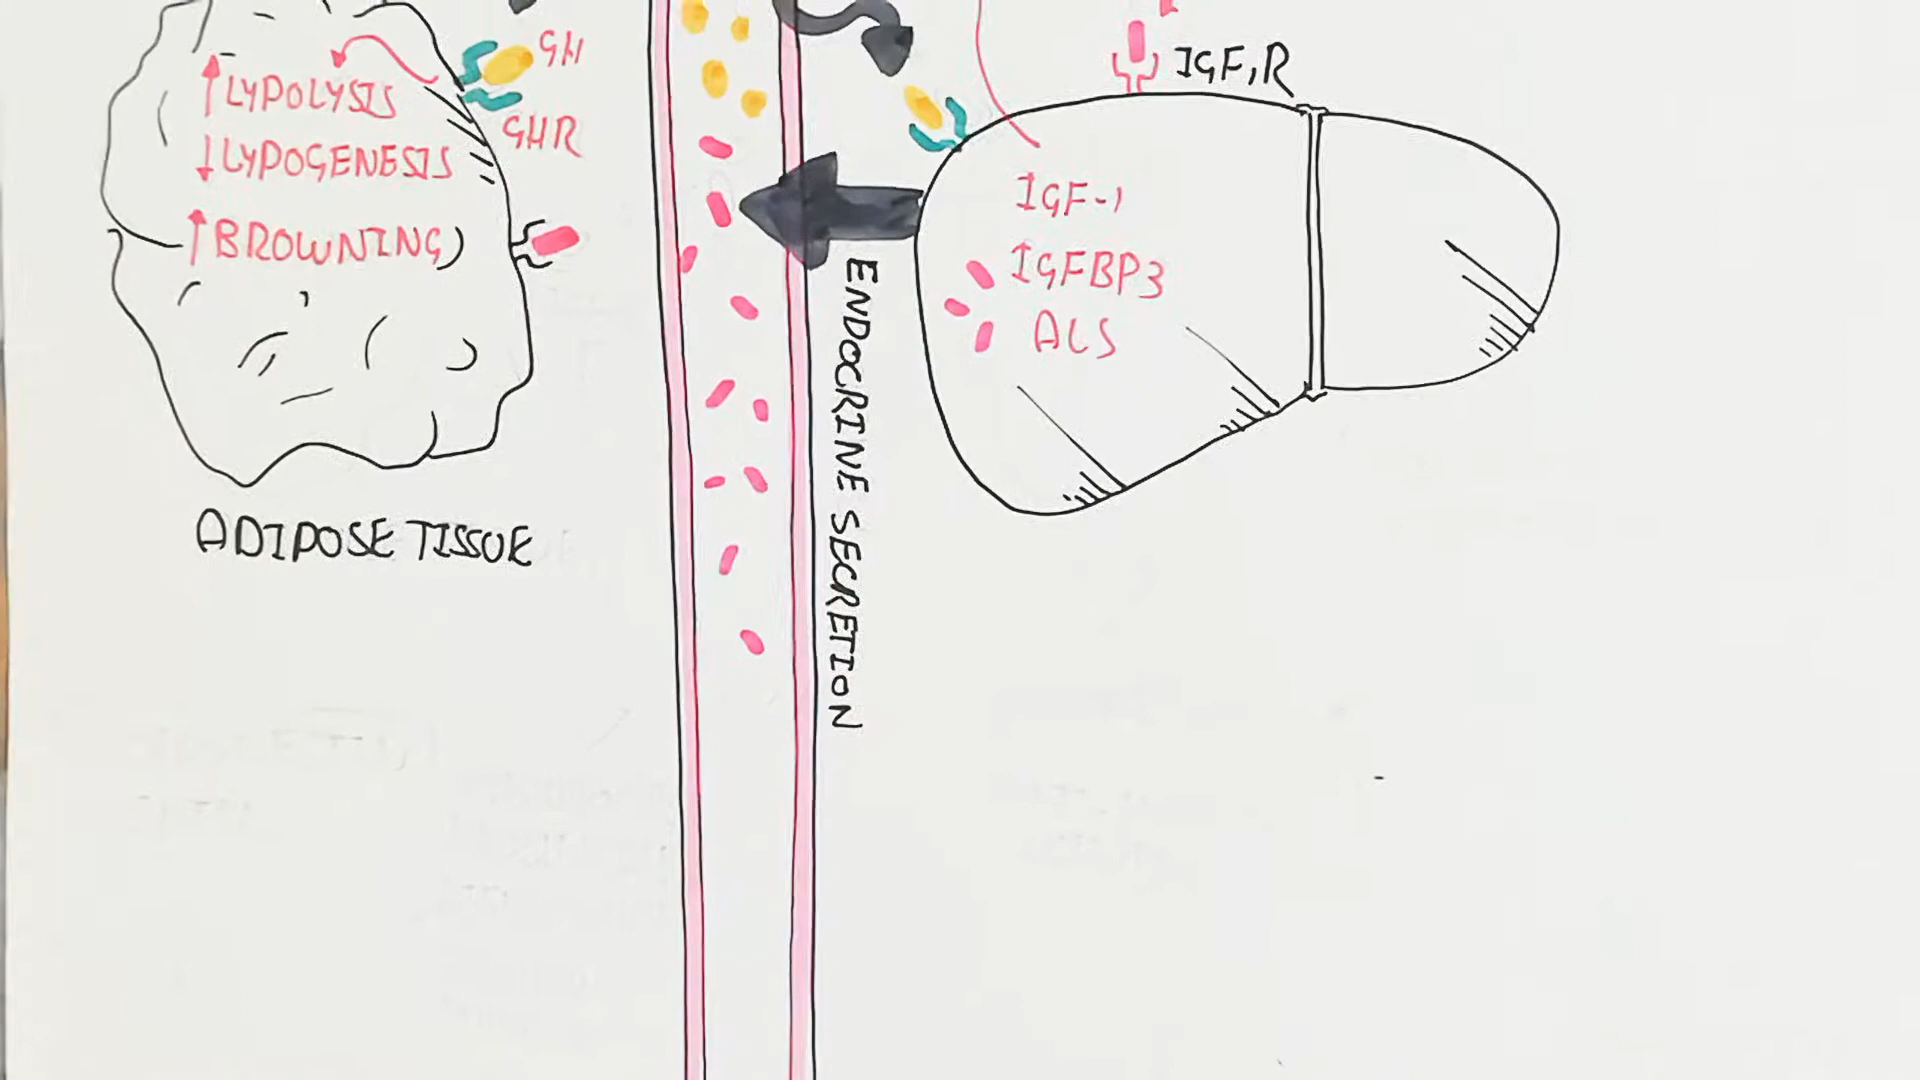 GH
↑LYPOLYSIS
GHR
↓LYPOGENESIS
↑BROWNING
ADIPOSE TISSUE
ENDOCRINE SECRETION
IGF1R
IGF-1
IGFBP3
ALS